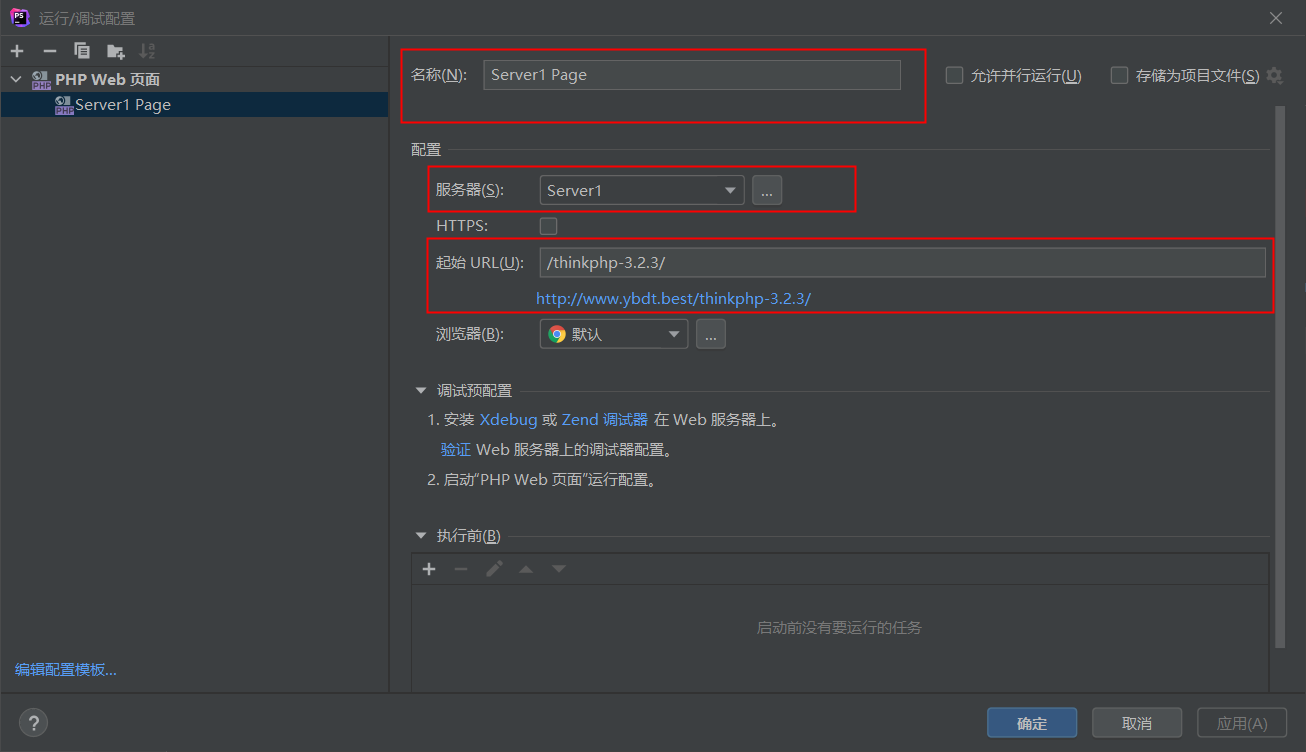 PS 运行/调试配置
PHP Web 页面
Server1 Page
编辑配置模板...
名称(N): Server1 Page 允许并行运行(U) 存储为项目文件(S)
配置
服务器(S): Server1 ...
HTTPS:
起始 URL(U): /thinkphp-3.2.3/
http://www.ybdt.best/thinkphp-3.2.3/
浏览器(B): 默认 ...
调试预配置
1. 安装 Xdebug 或 Zend 调试器 在 Web 服务器上。
验证 Web 服务器上的调试器配置。
2. 启动"PHP Web 页面"运行配置。
执行前(B)
启动前没有要运行的任务
? 确定 取消 应用(A)